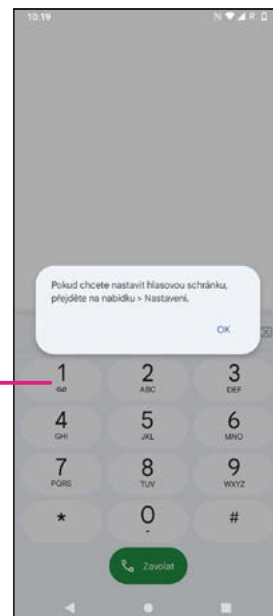 10:19 R
Pokud chcete nastavit hlasovou schránku,
přejděte na nabídku > Nastavení.
OK
1 2 3
ABC DEF
4 5 6
GHI JKL MNO
7 8 9
PQRS TUV WXYZ
* 0 #
Zavolat